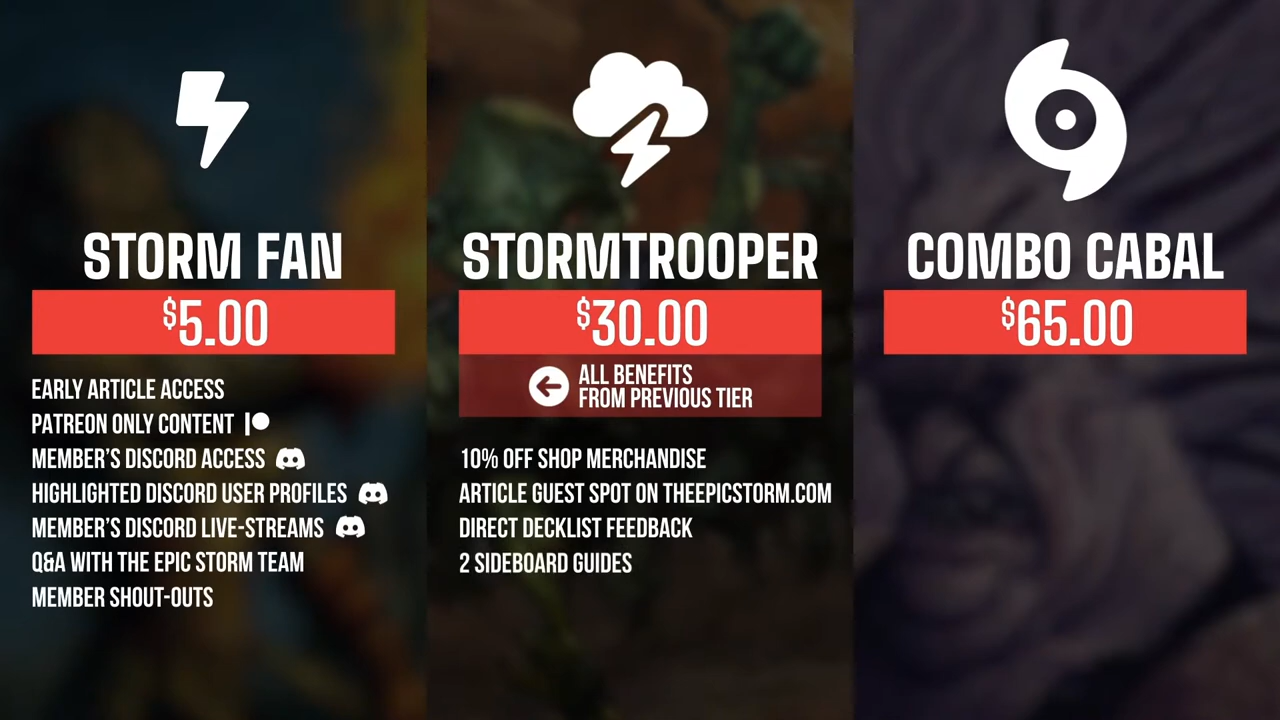 STORM FAN
$5.00
EARLY ARTICLE ACCESS
PATREON ONLY CONTENT
MEMBER'S DISCORD ACCESS
HIGHLIGHTED DISCORD USER PROFILES
MEMBER'S DISCORD LIVE-STREAMS
Q&A WITH THE EPIC STORM TEAM
MEMBER SHOUT-OUTS
STORMTROOPER
$30.00
ALL BENEFITS
FROM PREVIOUS TIER
10% OFF SHOP MERCHANDISE
ARTICLE GUEST SPOT ON THEEPICSTORM.COM
DIRECT DECKLIST FEEDBACK
2 SIDEBOARD GUIDES
COMBO CABAL
$65.00